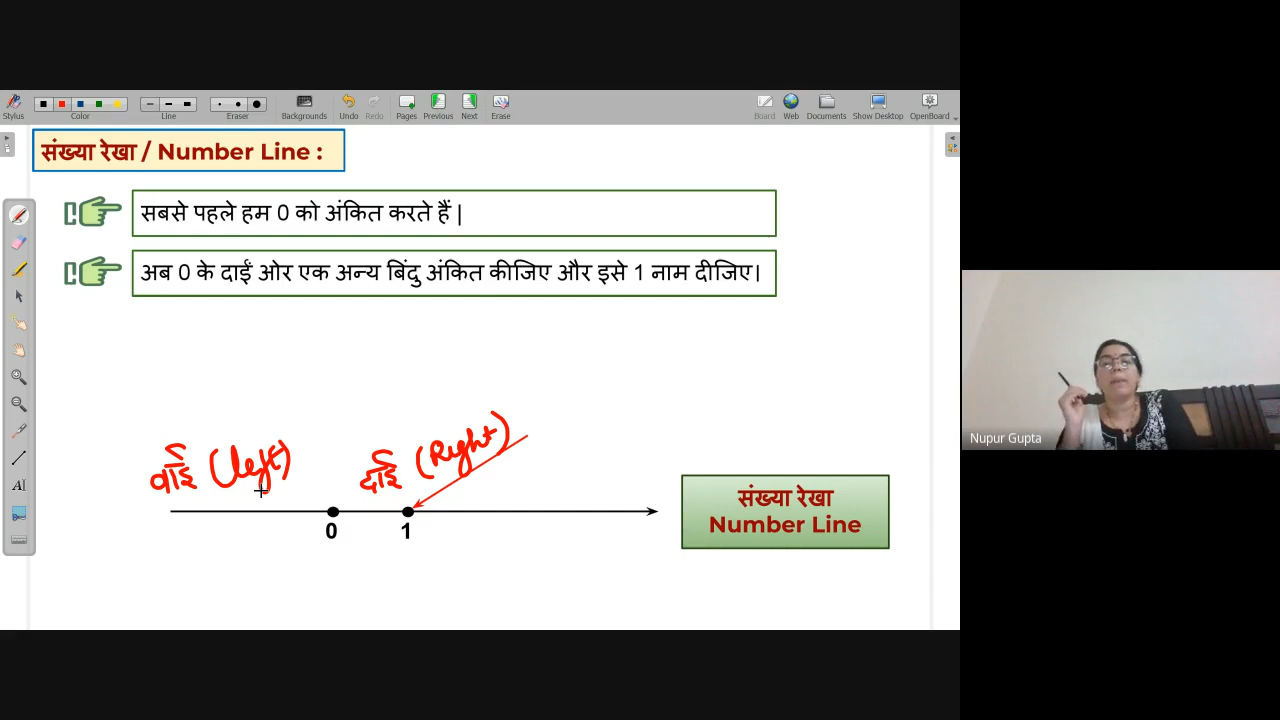 Stylus
Color
Line
Eraser
Backgrounds
Undo
Redo
Pages
Previous
Next
Erase
Board
Web
Documents
Show Desktop
OpenBoard
संख्या रेखा / Number Line :
सबसे पहले हम 0 को अंकित करते हैं |
अब 0 के दाईं ओर एक अन्य बिंदु अंकित कीजिए और इसे 1 नाम दीजिए।
बाईं (left)
दाईं (Right)
0
1
संख्या रेखा
Number Line
Nupur Gupta